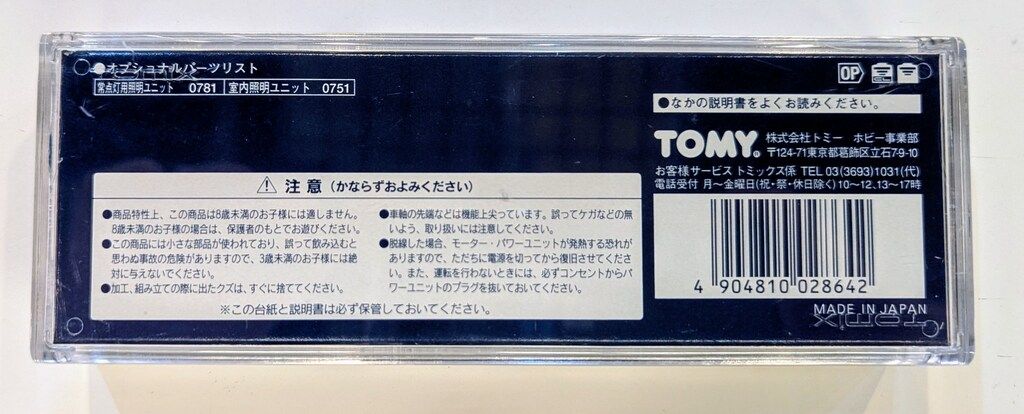 ●オプショナルパーツリスト
常点灯用照明ユニット 0781 室内照明ユニット 0751
OP
●なかの説明書をよくお読みください。
TOMY®
株式会社トミー ホビー事業部
〒124-71東京都葛飾区立石7-9-10
お客様サービス トミックス係 TEL 03(3693)1031(代)
電話受付 月〜金曜日(祝・祭・休日除く)10〜12、13〜17時
⚠ 注意 (かならずおよみください)
●商品特性上、この商品は8歳未満のお子様には適しません。
8歳未満のお子様の場合は、保護者のもとでお遊びください。
●この商品には小さな部品が使われており、誤って飲み込むと
思わぬ事故の危険がありますので、3歳未満のお子様には絶
対に与えないでください。
●加工、組み立ての際に出たクズは、すぐに捨ててください。
●車軸の先端などは機能上尖っています。誤ってケガなどの無
いよう、取り扱いには注意してください。
●脱線した場合、モーター・パワーユニットが発熱する恐れが
ありますので、ただちに電源を切ってから復旧させてくださ
い。また、運転を行わないときには、必ずコンセントからパ
ワーユニットのプラグを抜いておいてください。
※この台紙と説明書は必ず保管しておいてください。
4 904810 028642
MADE IN JAPAN
TOMIX